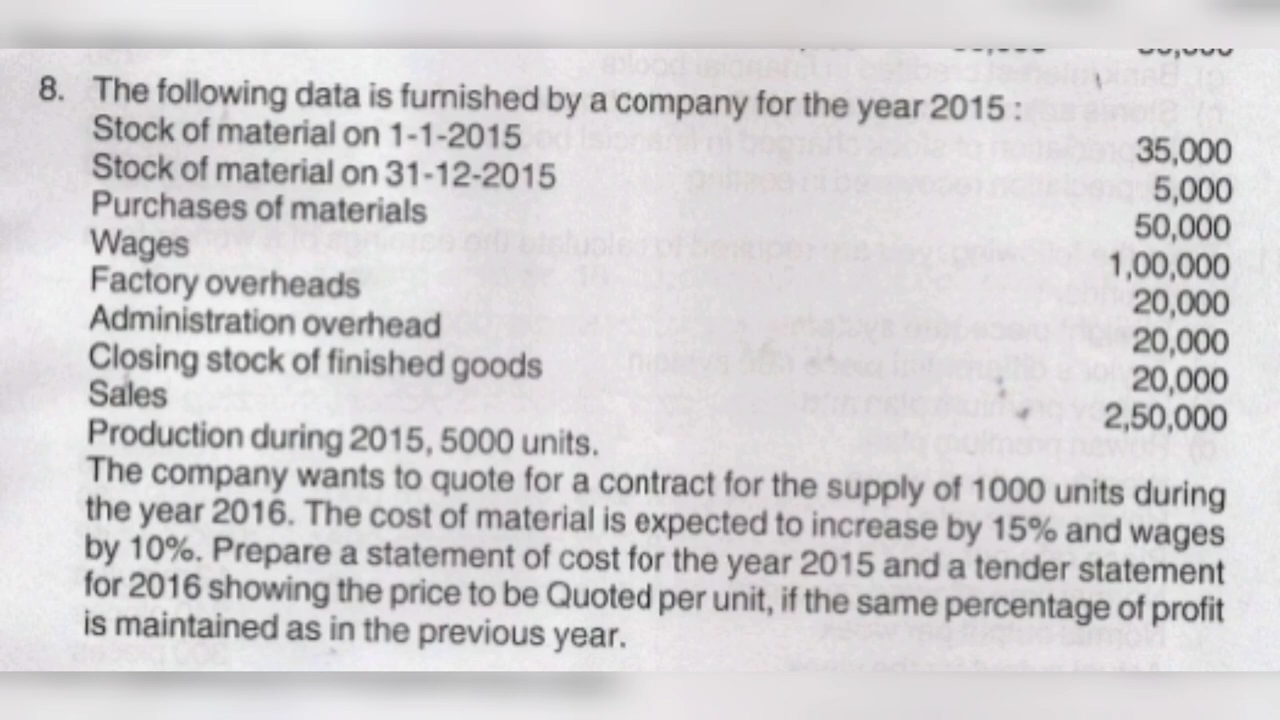 8. The following data is furnished by a company for the year 2015 :
Stock of material on 1-1-2015 35,000
Stock of material on 31-12-2015 5,000
Purchases of materials 50,000
Wages 1,00,000
Factory overheads 20,000
Administration overhead 20,000
Closing stock of finished goods 20,000
Sales 2,50,000
Production during 2015, 5000 units.
The company wants to quote for a contract for the supply of 1000 units during
the year 2016. The cost of material is expected to increase by 15% and wages
by 10%. Prepare a statement of cost for the year 2015 and a tender statement
for 2016 showing the price to be Quoted per unit, if the same percentage of profit
is maintained as in the previous year.